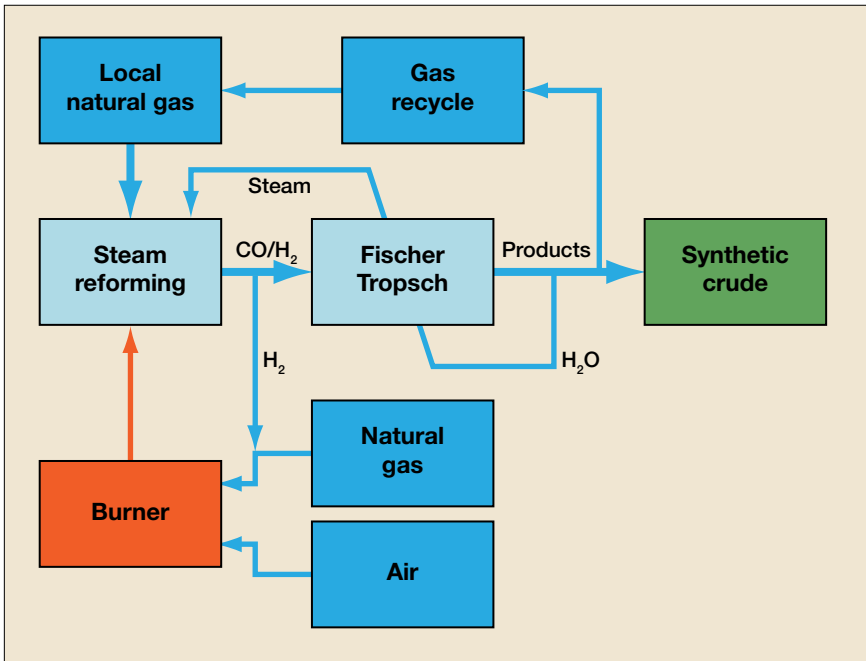 Local
natural gas
Gas
recycle
Steam
Steam
reforming
CO/H₂
Fischer
Tropsch
Products
Synthetic
crude
H₂
H₂O
Natural
gas
Burner
Air